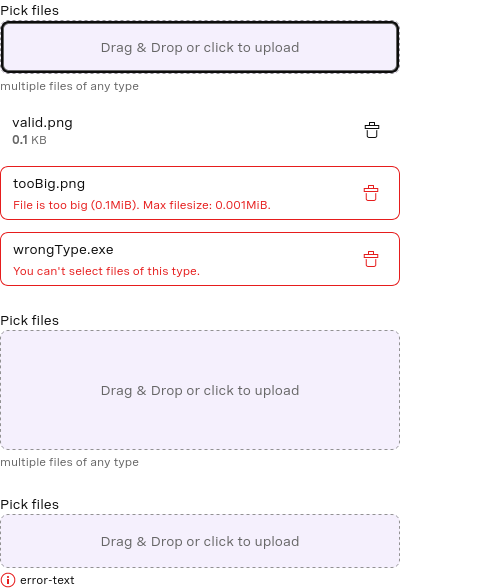 Pick files
Drag & Drop or click to upload
multiple files of any type
valid.png
0.1 KB
tooBig.png
File is too big (0.1MiB). Max filesize: 0.001MiB.
wrongType.exe
You can't select files of this type.
Pick files
Drag & Drop or click to upload
multiple files of any type
Pick files
Drag & Drop or click to upload
error-text